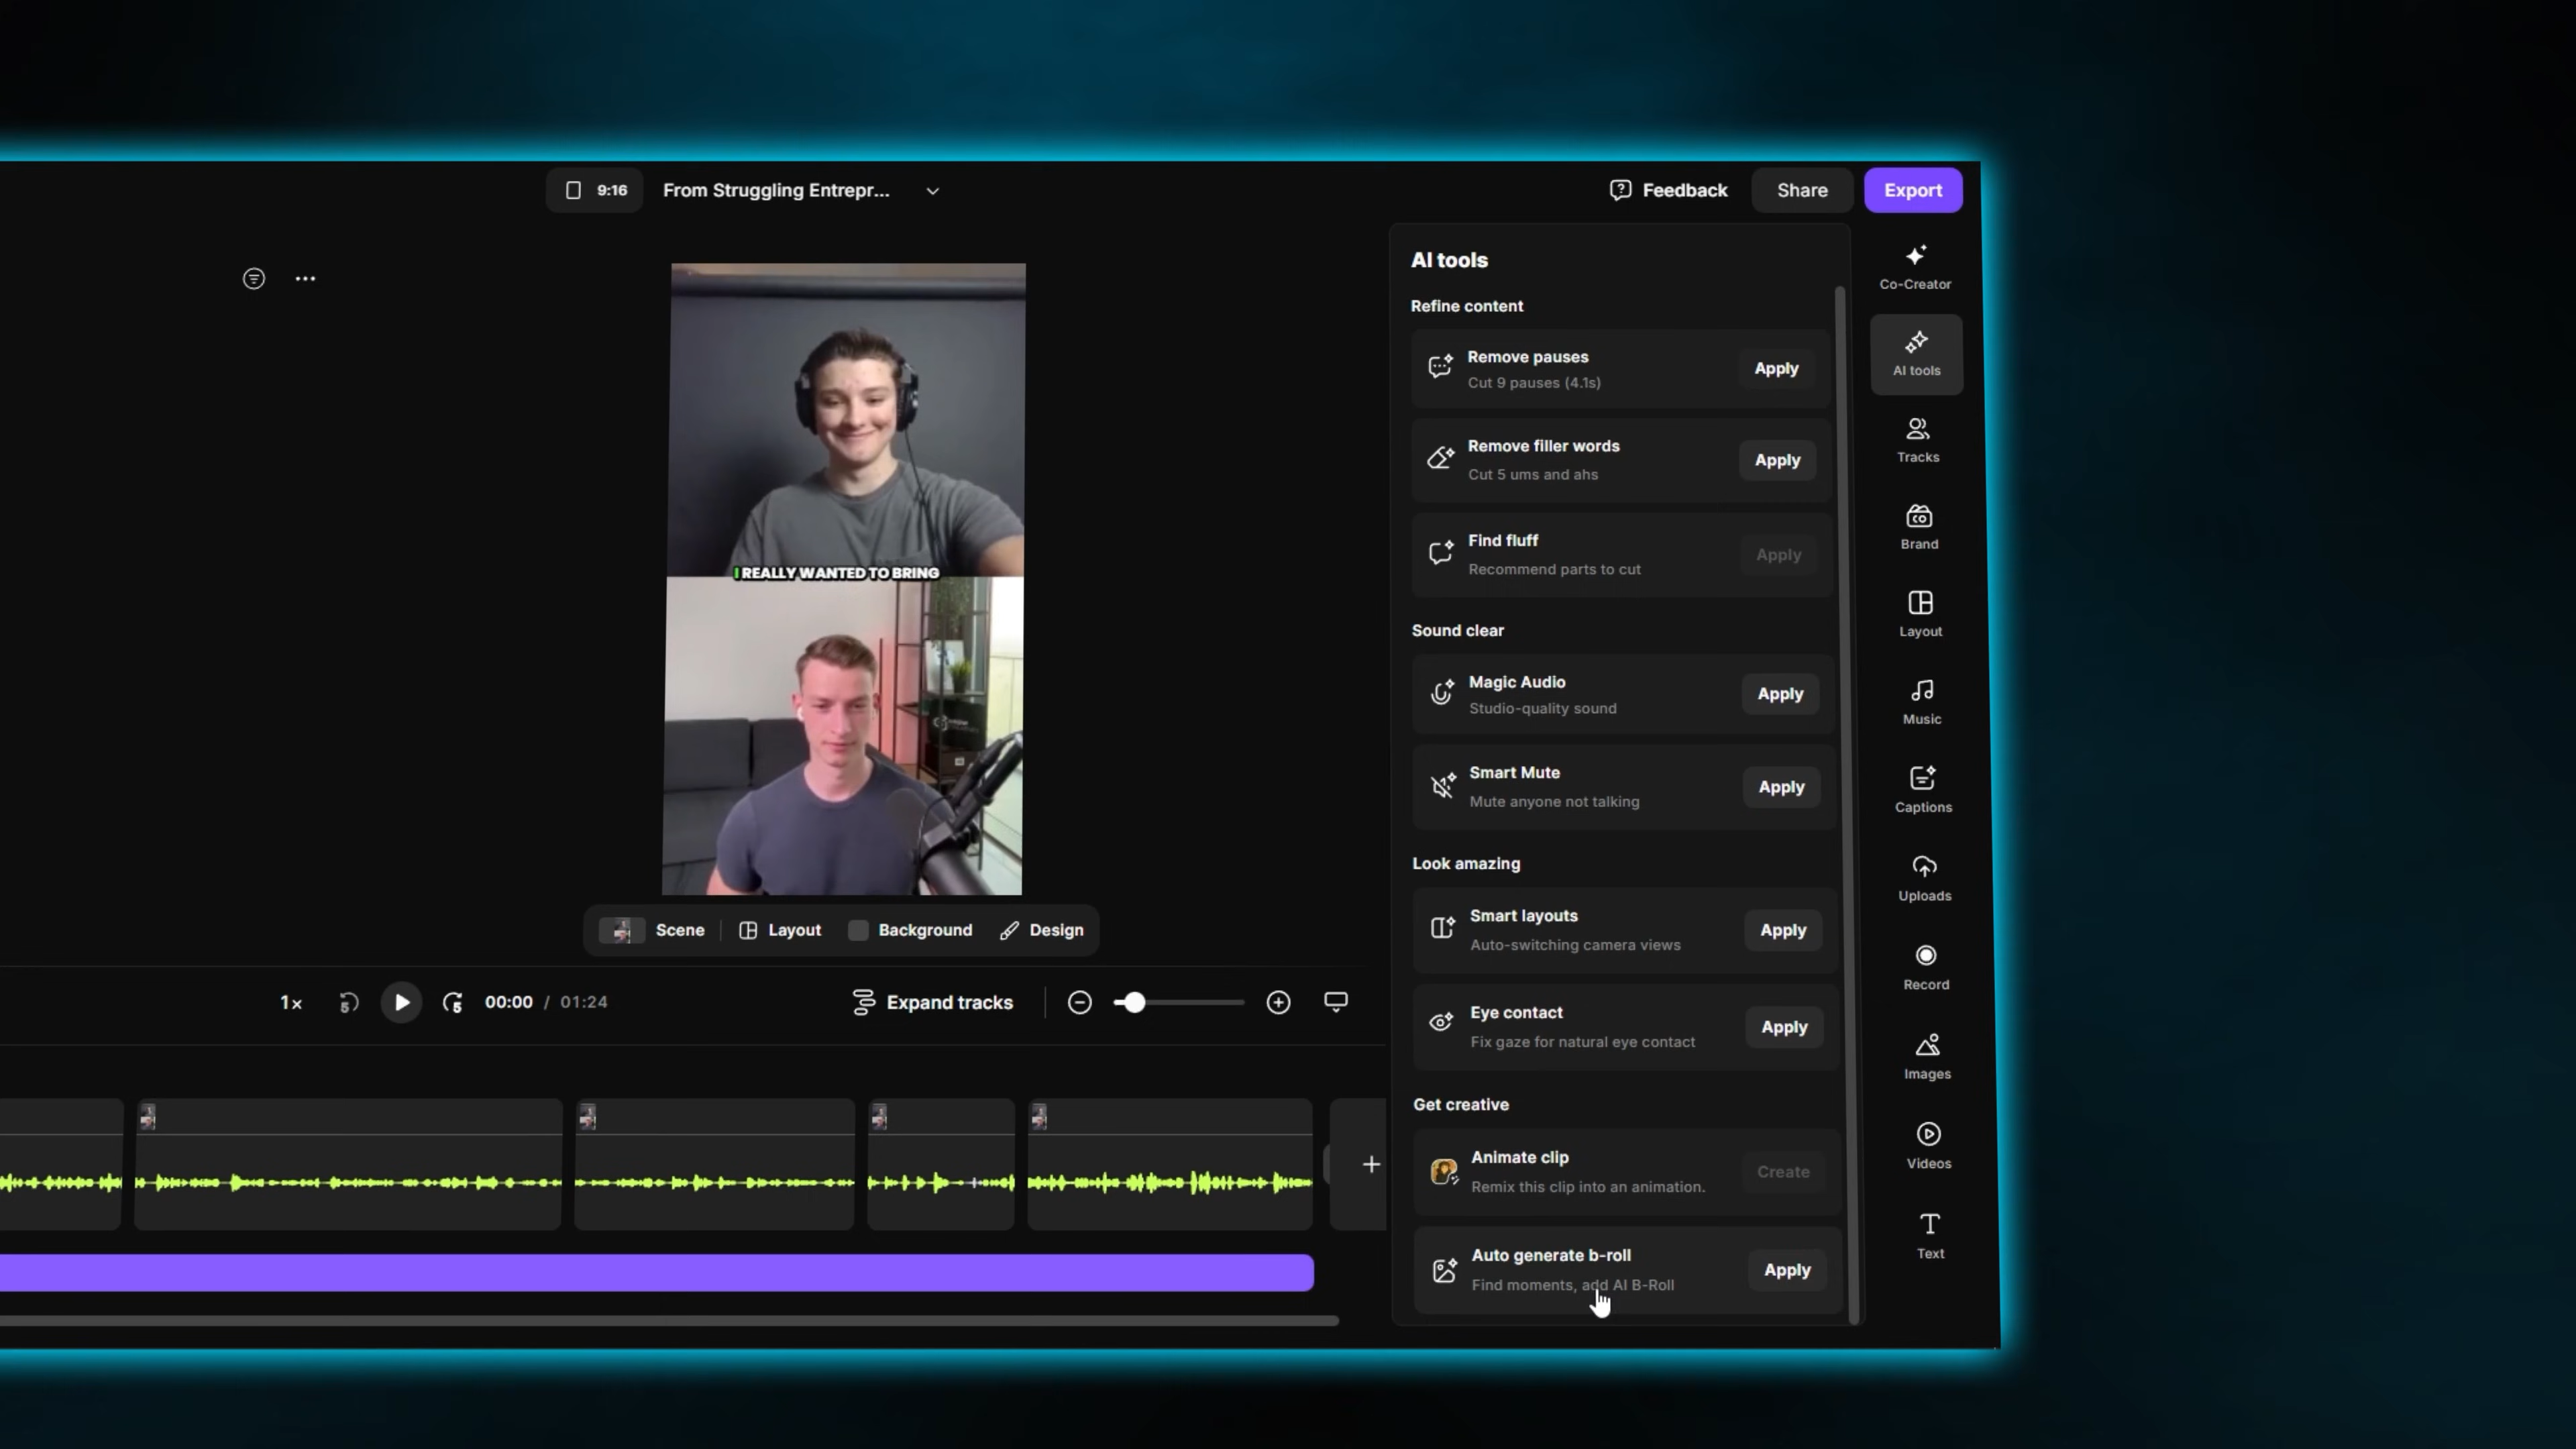 9:16
From Struggling Entrepr...
Feedback
Share
Export
AI tools
Refine content
Remove pauses
Cut 9 pauses (4.1s)
Apply
Remove filler words
Cut 5 ums and ahs
Apply
Find fluff
Recommend parts to cut
Apply
Sound clear
Magic Audio
Studio-quality sound
Apply
Smart Mute
Mute anyone not talking
Apply
Look amazing
Smart layouts
Auto-switching camera views
Apply
Eye contact
Fix gaze for natural eye contact
Apply
Get creative
Animate clip
Remix this clip into an animation.
Create
Auto generate b-roll
Find moments, add AI B-Roll
Apply
Co-Creator
AI tools
Tracks
Brand
Layout
Music
Captions
Uploads
Record
Images
Videos
Text
I REALLY WANTED TO BRING
Scene
Layout
Background
Design
1x
5
5
00:00 / 01:24
Expand tracks